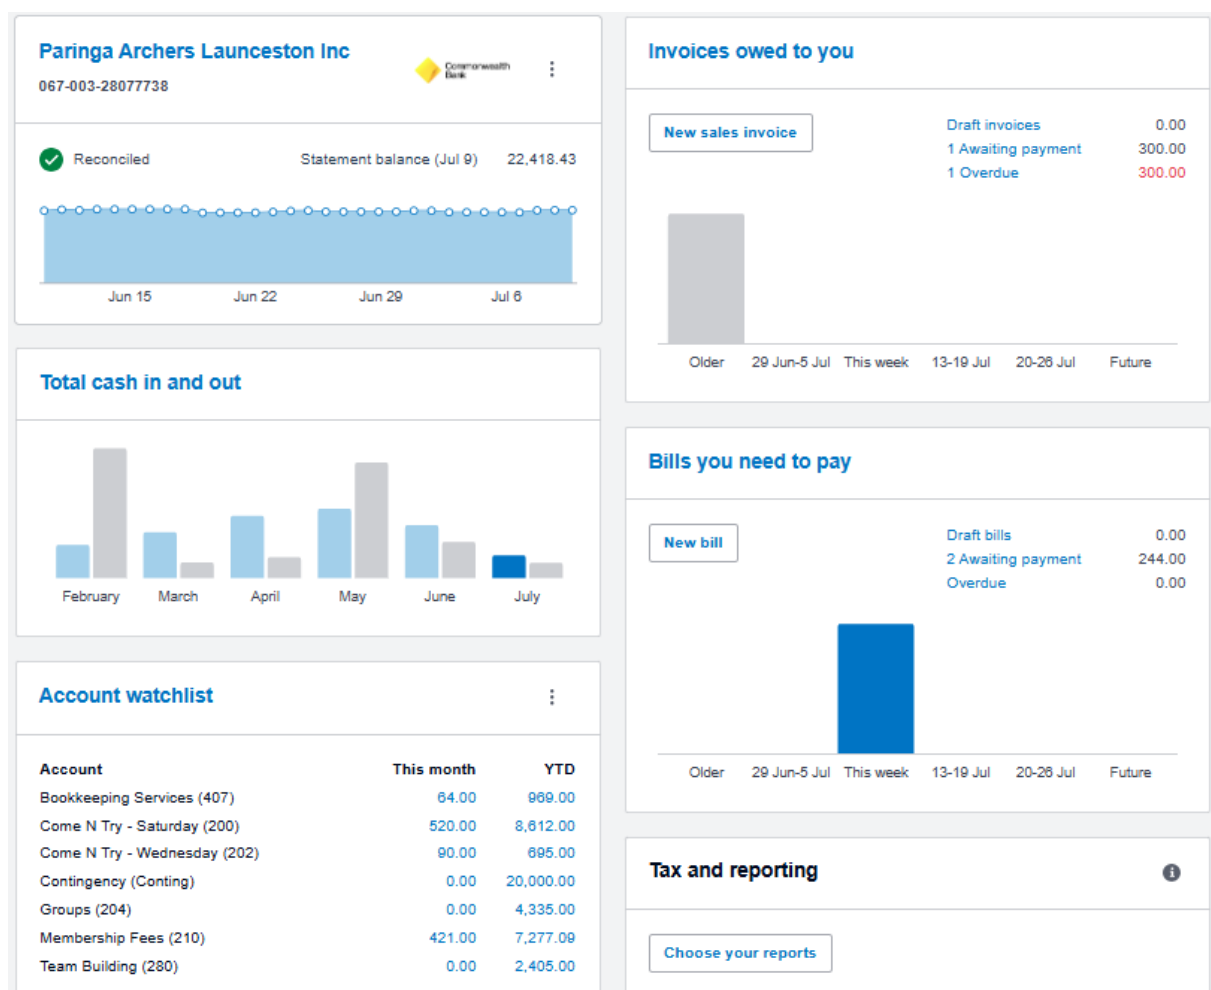 Paringa Archers Launceston Inc
067-003-28077738
Commonwealth
Bank
Reconciled
Statement balance (Jul 9) 22,418.43
Jun 15 Jun 22 Jun 29 Jul 6
Total cash in and out
February March April May June July
Account watchlist
Account This month YTD
Bookkeeping Services (407) 64.00 969.00
Come N Try - Saturday (200) 520.00 8,612.00
Come N Try - Wednesday (202) 90.00 695.00
Contingency (Conting) 0.00 20,000.00
Groups (204) 0.00 4,335.00
Membership Fees (210) 421.00 7,277.09
Team Building (280) 0.00 2,405.00
Invoices owed to you
New sales invoice
Draft invoices 0.00
1 Awaiting payment 300.00
1 Overdue 300.00
Older 29 Jun-5 Jul This week 13-19 Jul 20-26 Jul Future
Bills you need to pay
New bill
Draft bills 0.00
2 Awaiting payment 244.00
Overdue 0.00
Older 29 Jun-5 Jul This week 13-19 Jul 20-26 Jul Future
Tax and reporting
Choose your reports